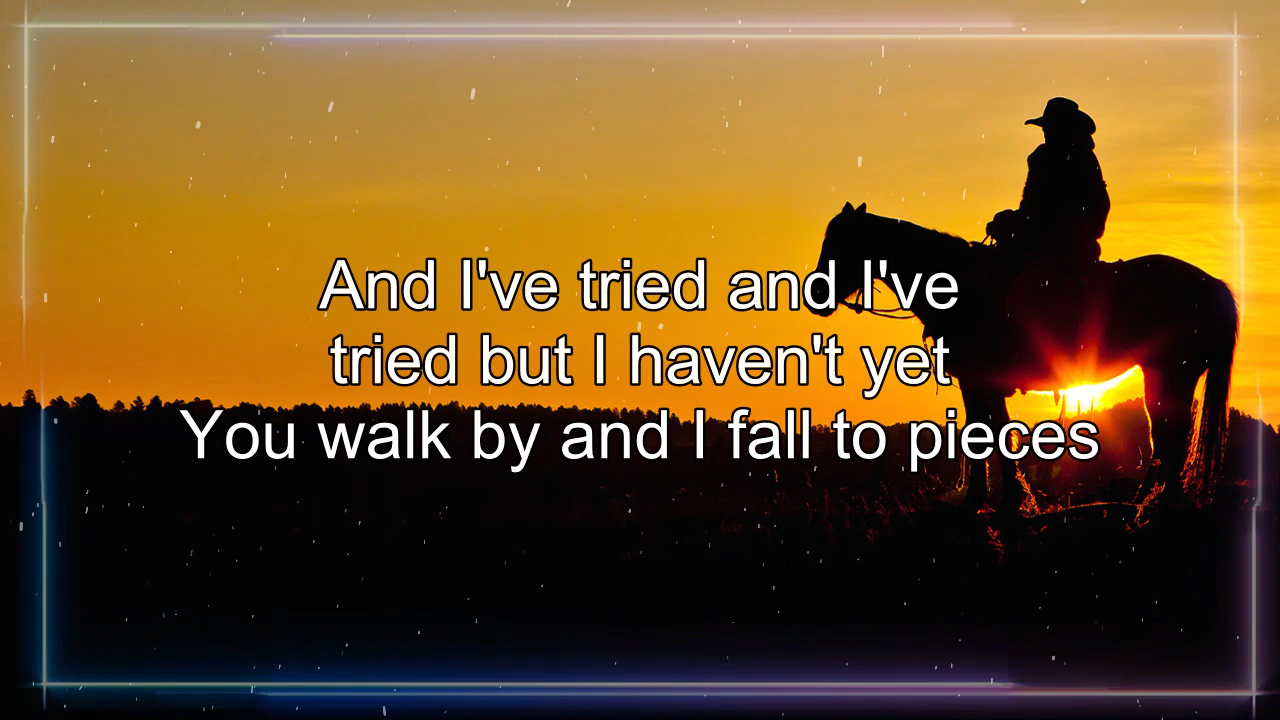 And I've tried and I've
tried but I haven't yet
You walk by and I fall to pieces